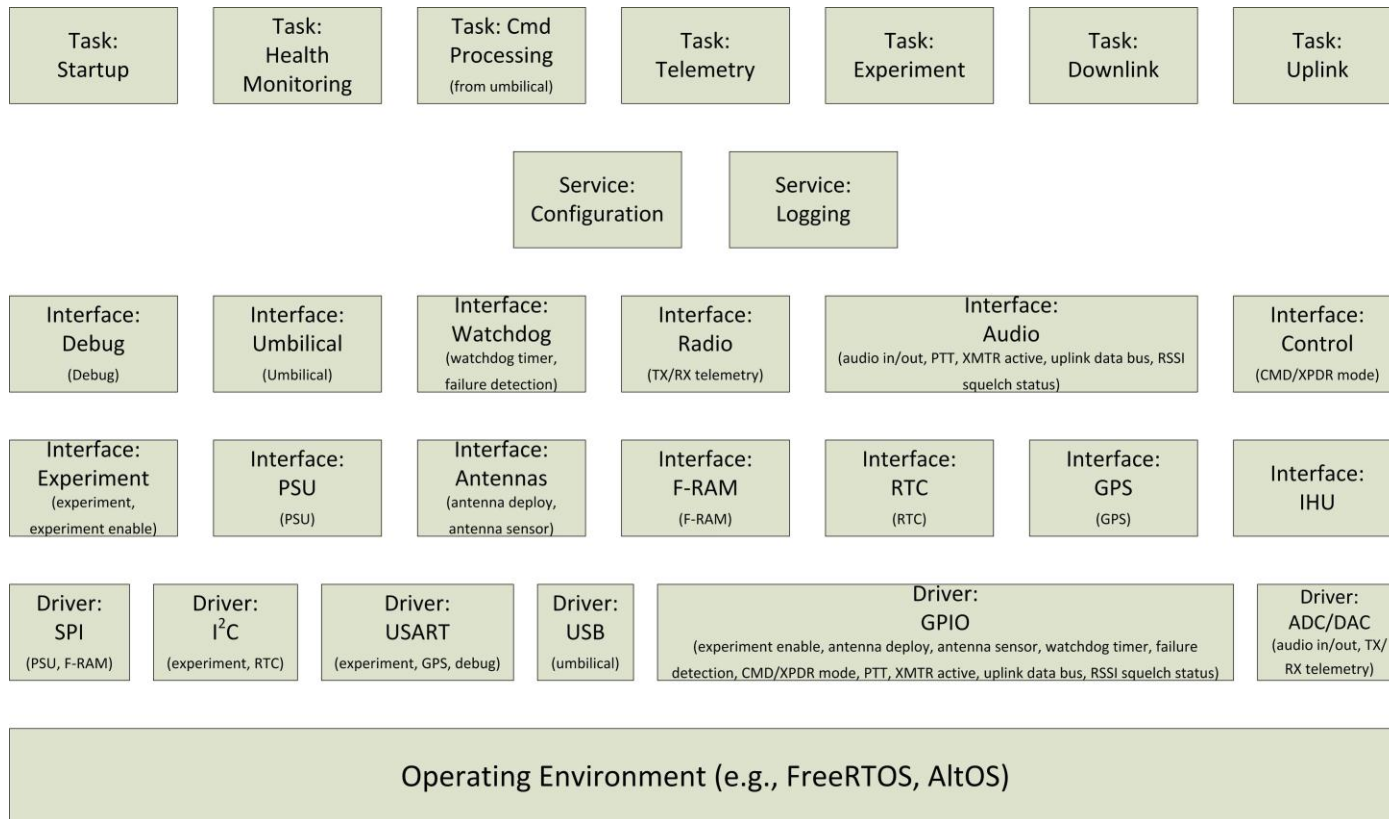 Task:
Startup
Task:
Health
Monitoring
Task: Cmd
Processing
(from umbilical)
Task:
Telemetry
Task:
Experiment
Task:
Downlink
Task:
Uplink
Service:
Configuration
Service:
Logging
Interface:
Debug
(Debug)
Interface:
Umbilical
(Umbilical)
Interface:
Watchdog
(watchdog timer,
failure detection)
Interface:
Radio
(TX/RX telemetry)
Interface:
Audio
(audio in/out, PTT, XMTR active, uplink data bus, RSSI
squelch status)
Interface:
Control
(CMD/XPDR mode)
Interface:
Experiment
(experiment,
experiment enable)
Interface:
PSU
(PSU)
Interface:
Antennas
(antenna deploy,
antenna sensor)
Interface:
F-RAM
(F-RAM)
Interface:
RTC
(RTC)
Interface:
GPS
(GPS)
Interface:
IHU
Driver:
SPI
(PSU, F-RAM)
Driver:
I²C
(experiment, RTC)
Driver:
USART
(experiment, GPS, debug)
Driver:
USB
(umbilical)
Driver:
GPIO
(experiment enable, antenna deploy, antenna sensor, watchdog timer, failure
detection, CMD/XPDR mode, PTT, XMTR active, uplink data bus, RSSI squelch status)
Driver:
ADC/DAC
(audio in/out, TX/
RX telemetry)
Operating Environment (e.g., FreeRTOS, AltOS)